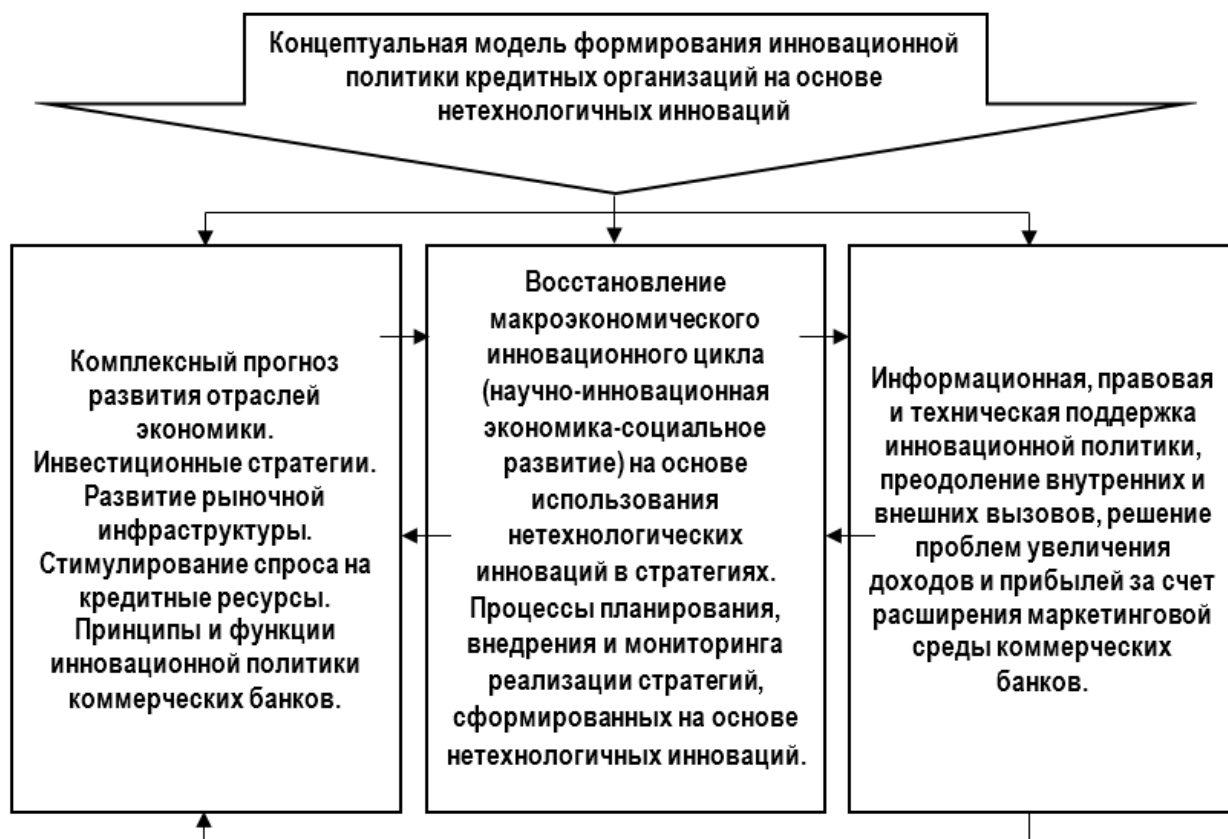 Концептуальная модель формирования инновационной
политики кредитных организаций на основе
нетехнологичных инноваций
Комплексный прогноз
развития отраслей
экономики.
Инвестиционные стратегии.
Развитие рыночной
инфраструктуры.
Стимулирование спроса на
кредитные ресурсы.
Принципы и функции
инновационной политики
коммерческих банков.
Восстановление
макроэкономического
инновационного цикла
(научно-инновационная
экономика-социальное
развитие) на основе
использования
нетехнологических
инноваций в стратегиях.
Процессы планирования,
внедрения и мониторинга
реализации стратегий,
сформированных на основе
нетехнологичных инноваций.
Информационная, правовая
и техническая поддержка
инновационной политики,
преодоление внутренних и
внешних вызовов, решение
проблем увеличения
доходов и прибылей за счет
расширения маркетинговой
среды коммерческих
банков.